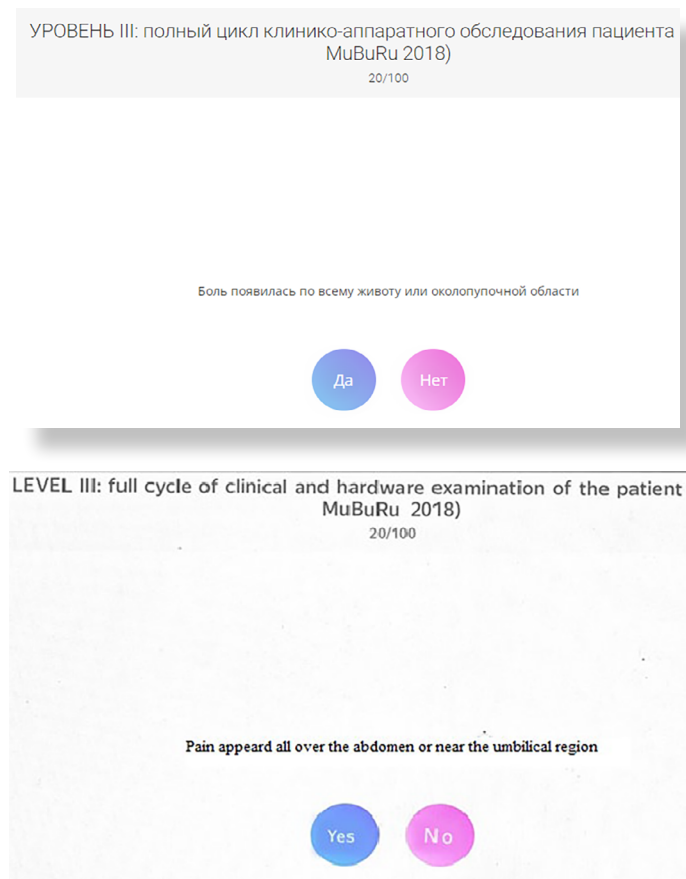 УРОВЕНЬ III: полный цикл клинико-аппаратного обследования пациента
MuBuRu 2018)
20/100
Боль появилась по всему животу или околопупочной области
Да
Нет
LEVEL III: full cycle of clinical and hardware examination of the patient
MuBuRu 2018)
20/100
Pain appeard all over the abdomen or near the umbilical region
Yes
No